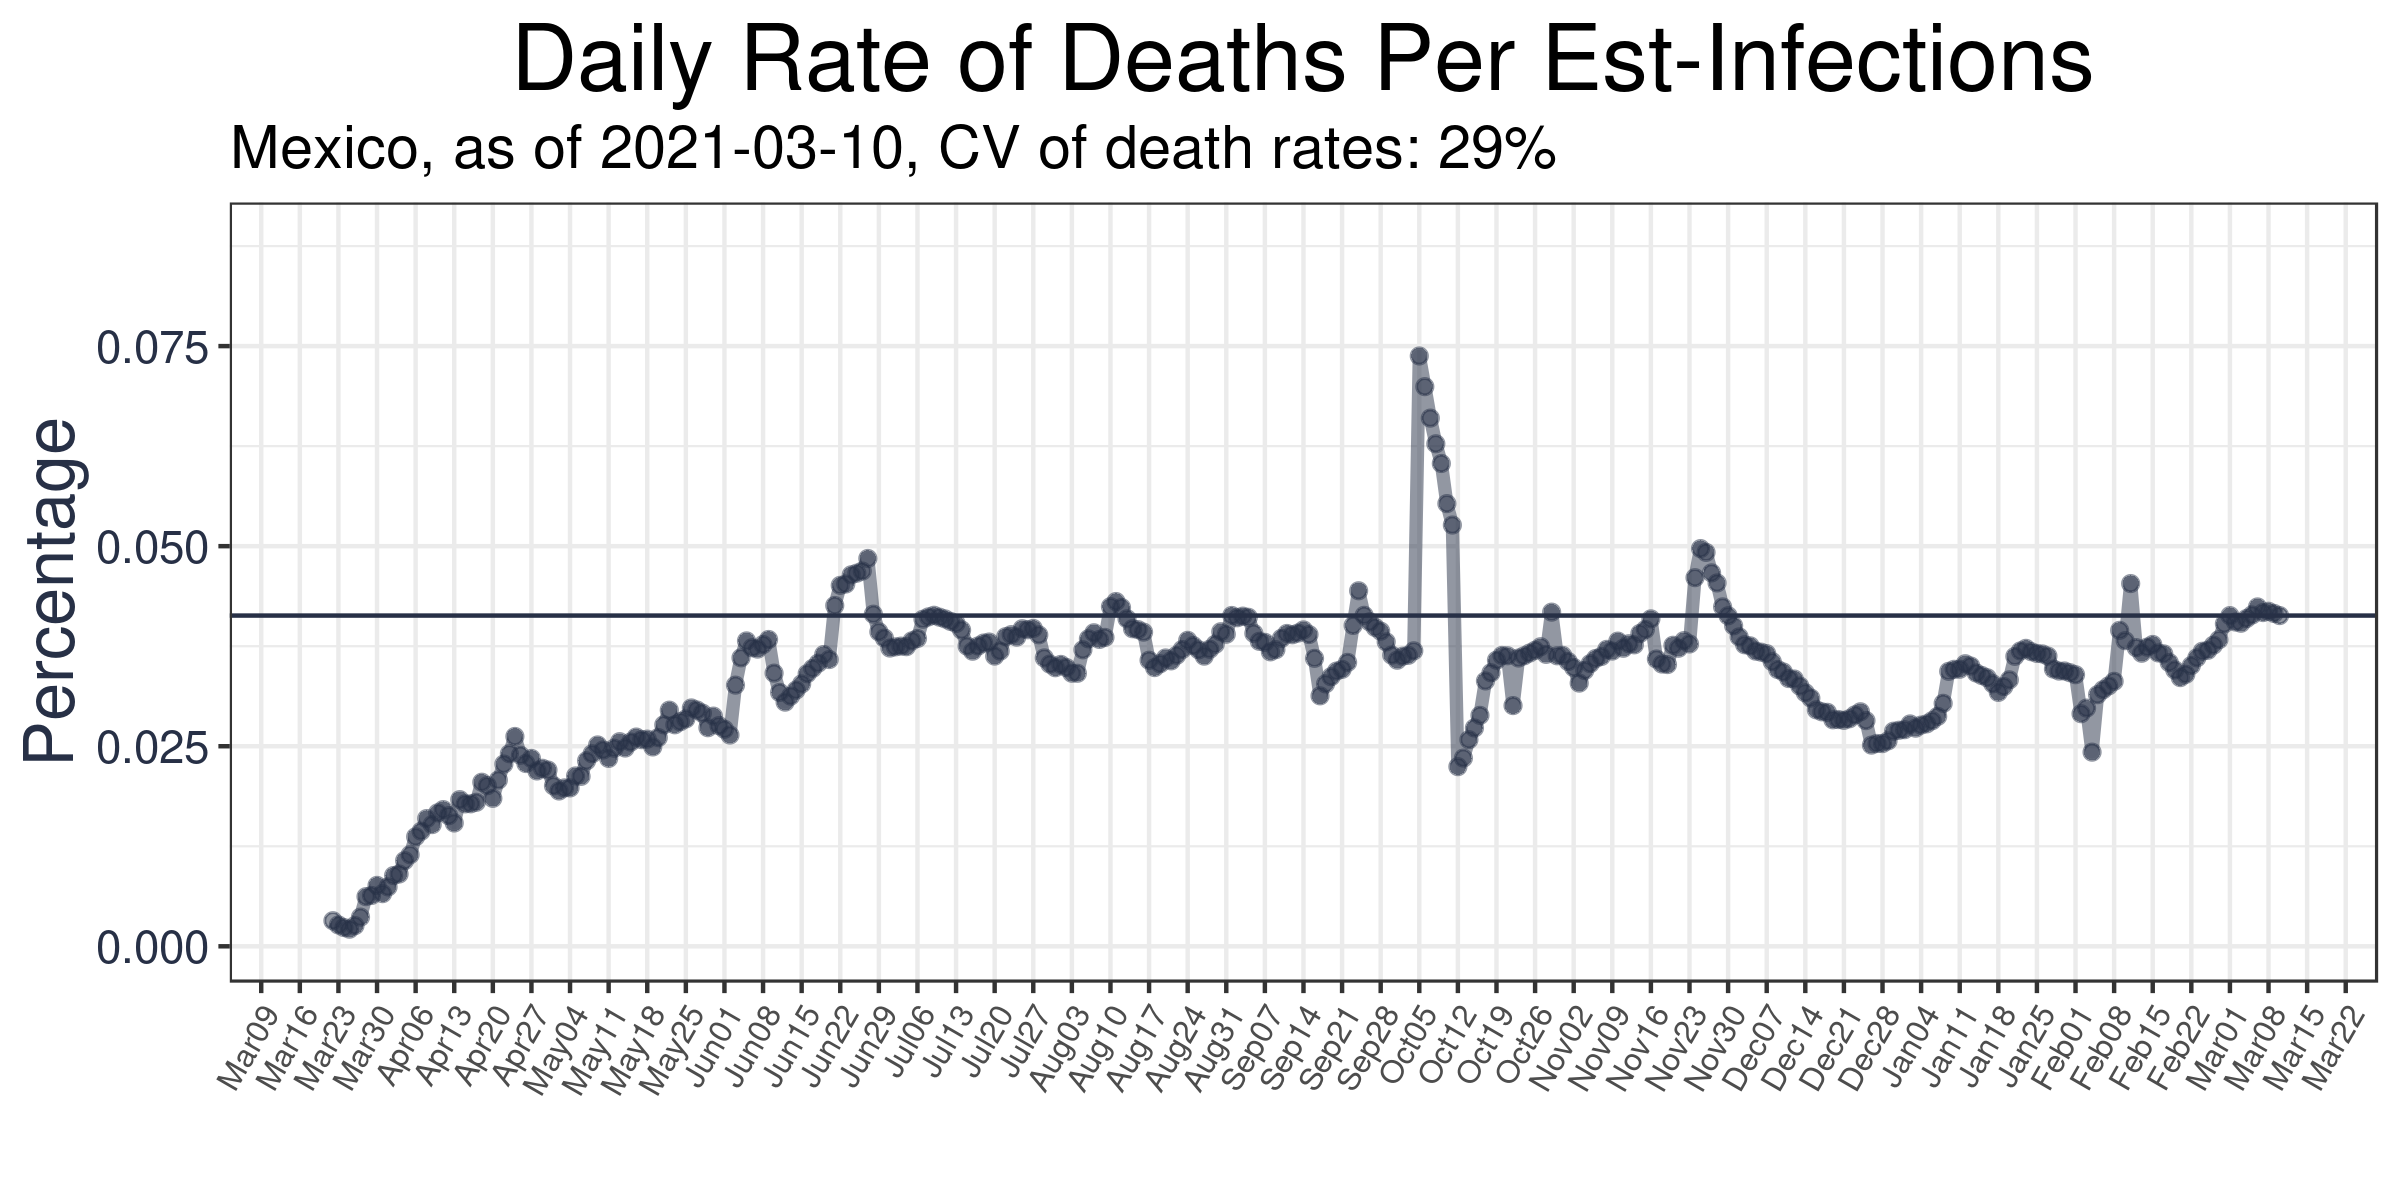 Daily Rate of Deaths Per Est-Infections
Mexico, as of 2021-03-10, CV of death rates: 29%
Percentage
0.075
0.050
0.025
0.000
Mar09 Mar16 Mar23 Mar30 Apr06 Apr13 Apr20 Apr27 May04 May11 May18 May25 Jun01 Jun08 Jun15 Jun22 Jun29 Jul06 Jul13 Jul20 Jul27 Aug03 Aug10 Aug17 Aug24 Aug31 Sep07 Sep14 Sep21 Sep28 Oct05 Oct12 Oct19 Oct26 Nov02 Nov09 Nov16 Nov23 Nov30 Dec07 Dec14 Dec21 Dec28 Jan04 Jan11 Jan18 Jan25 Feb01 Feb08 Feb15 Feb22 Mar01 Mar08 Mar15 Mar22